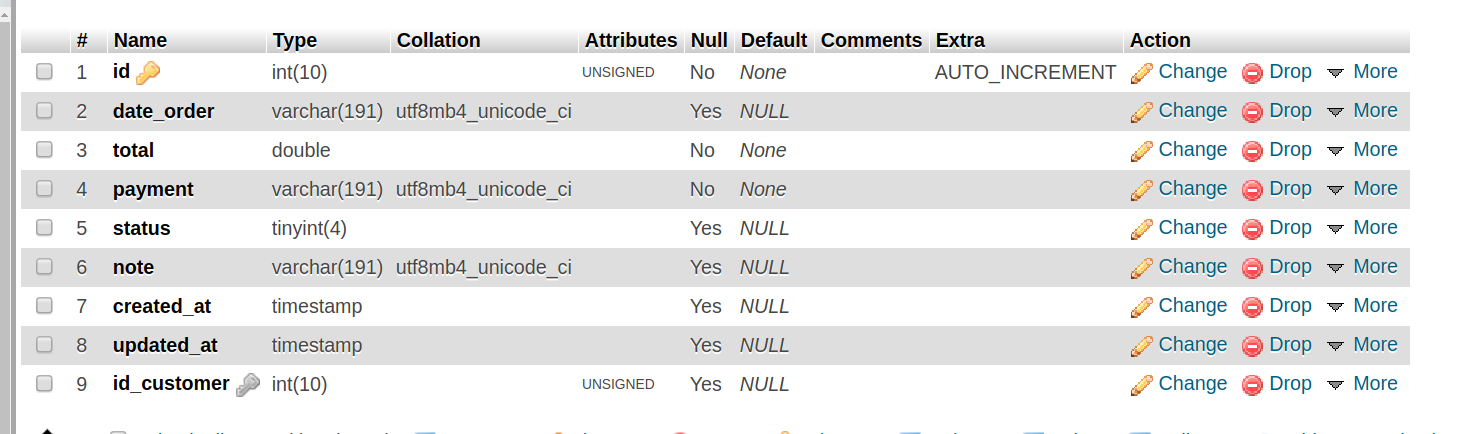 # Name Type Collation Attributes Null Default Comments Extra Action
1 id int(10) UNSIGNED No None AUTO_INCREMENT Change Drop More
2 date_order varchar(191) utf8mb4_unicode_ci Yes NULL Change Drop More
3 total double No None Change Drop More
4 payment varchar(191) utf8mb4_unicode_ci No None Change Drop More
5 status tinyint(4) Yes NULL Change Drop More
6 note varchar(191) utf8mb4_unicode_ci Yes NULL Change Drop More
7 created_at timestamp Yes NULL Change Drop More
8 updated_at timestamp Yes NULL Change Drop More
9 id_customer int(10) UNSIGNED Yes NULL Change Drop More